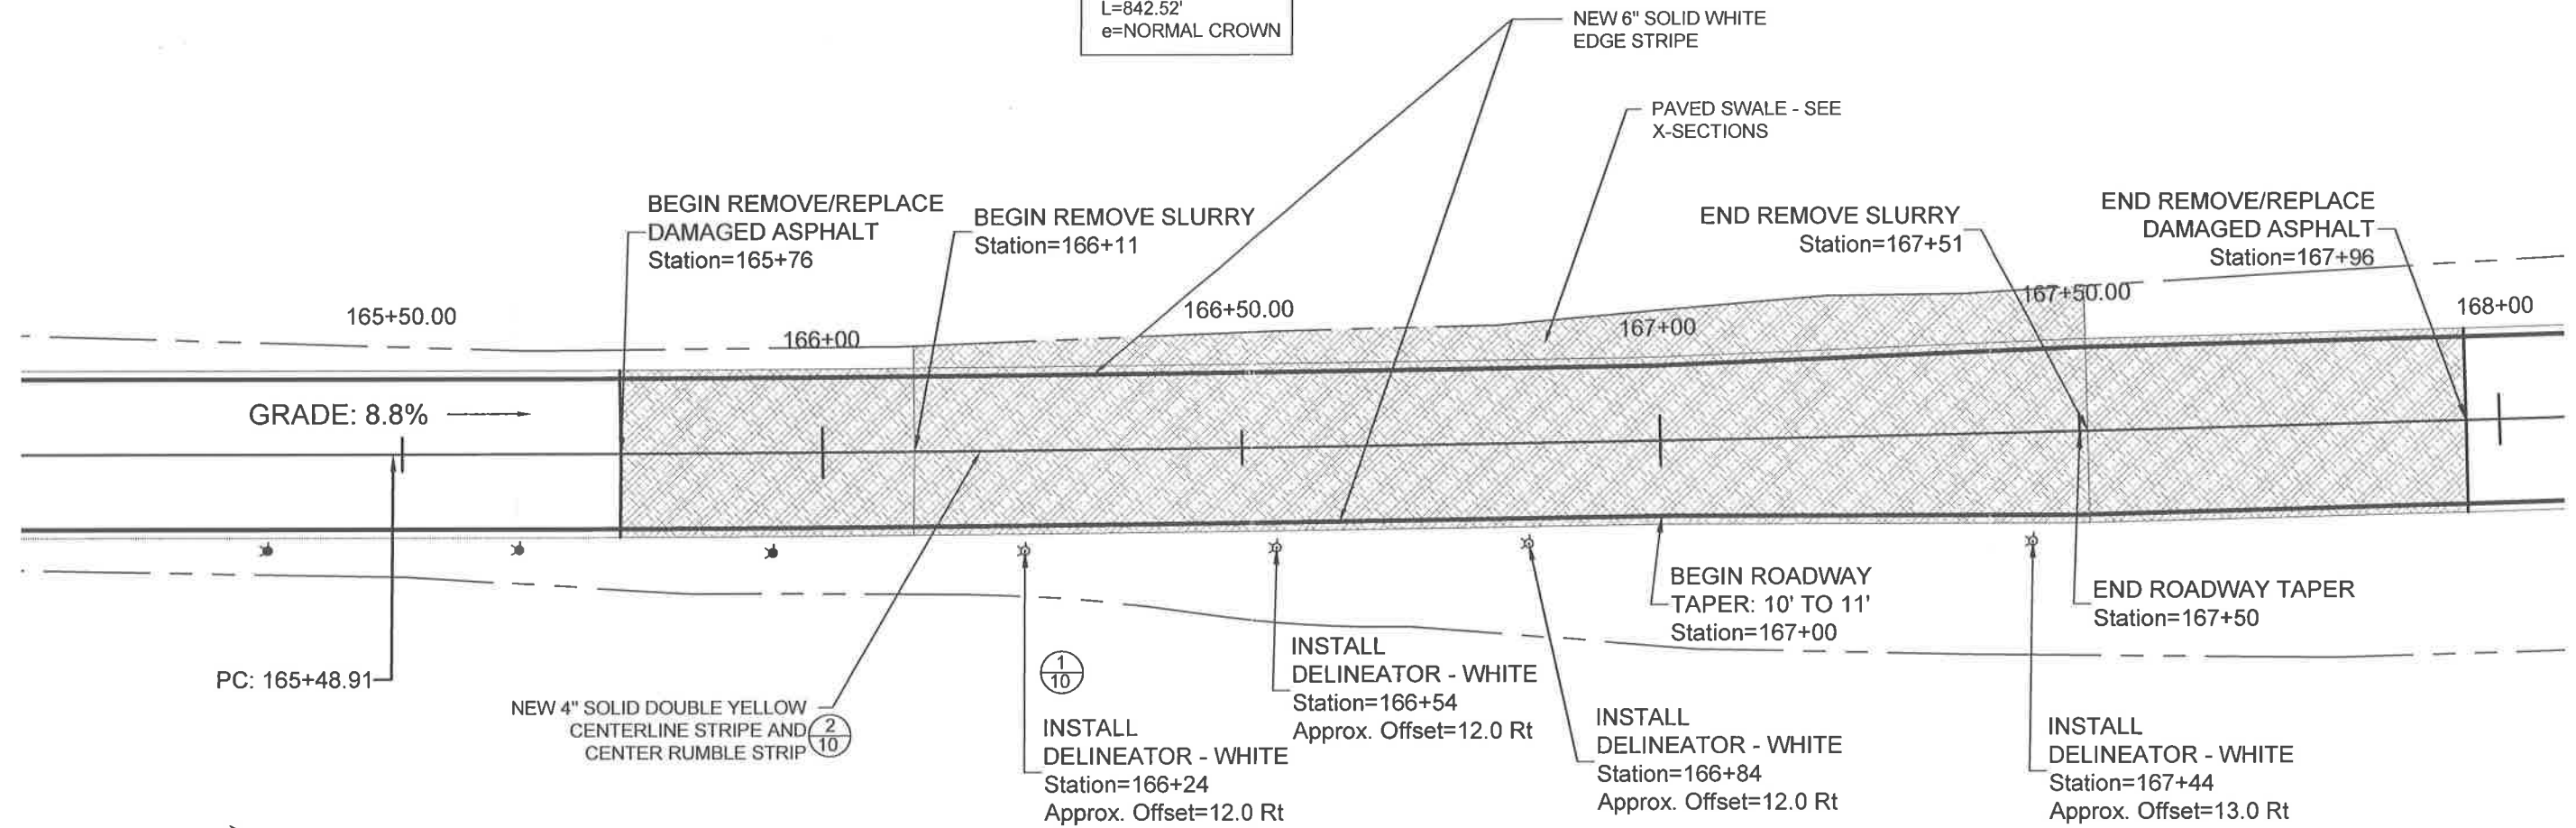 L=842.52'
e=NORMAL CROWN
NEW 6" SOLID WHITE
EDGE STRIPE
PAVED SWALE - SEE
X-SECTIONS
BEGIN REMOVE/REPLACE
DAMAGED ASPHALT
Station=165+76
BEGIN REMOVE SLURRY
Station=166+11
END REMOVE SLURRY
Station=167+51
END REMOVE/REPLACE
DAMAGED ASPHALT
Station=167+96
165+50.00
166+00
166+50.00
167+00
167+50.00
168+00
GRADE: 8.8%
PC: 165+48.91
NEW 4" SOLID DOUBLE YELLOW
CENTERLINE STRIPE AND
CENTER RUMBLE STRIP
2
10
1
10
INSTALL
DELINEATOR - WHITE
Station=166+24
Approx. Offset=12.0 Rt
INSTALL
DELINEATOR - WHITE
Station=166+54
Approx. Offset=12.0 Rt
INSTALL
DELINEATOR - WHITE
Station=166+84
Approx. Offset=12.0 Rt
BEGIN ROADWAY
TAPER: 10' TO 11'
Station=167+00
END ROADWAY TAPER
Station=167+50
INSTALL
DELINEATOR - WHITE
Station=167+44
Approx. Offset=13.0 Rt